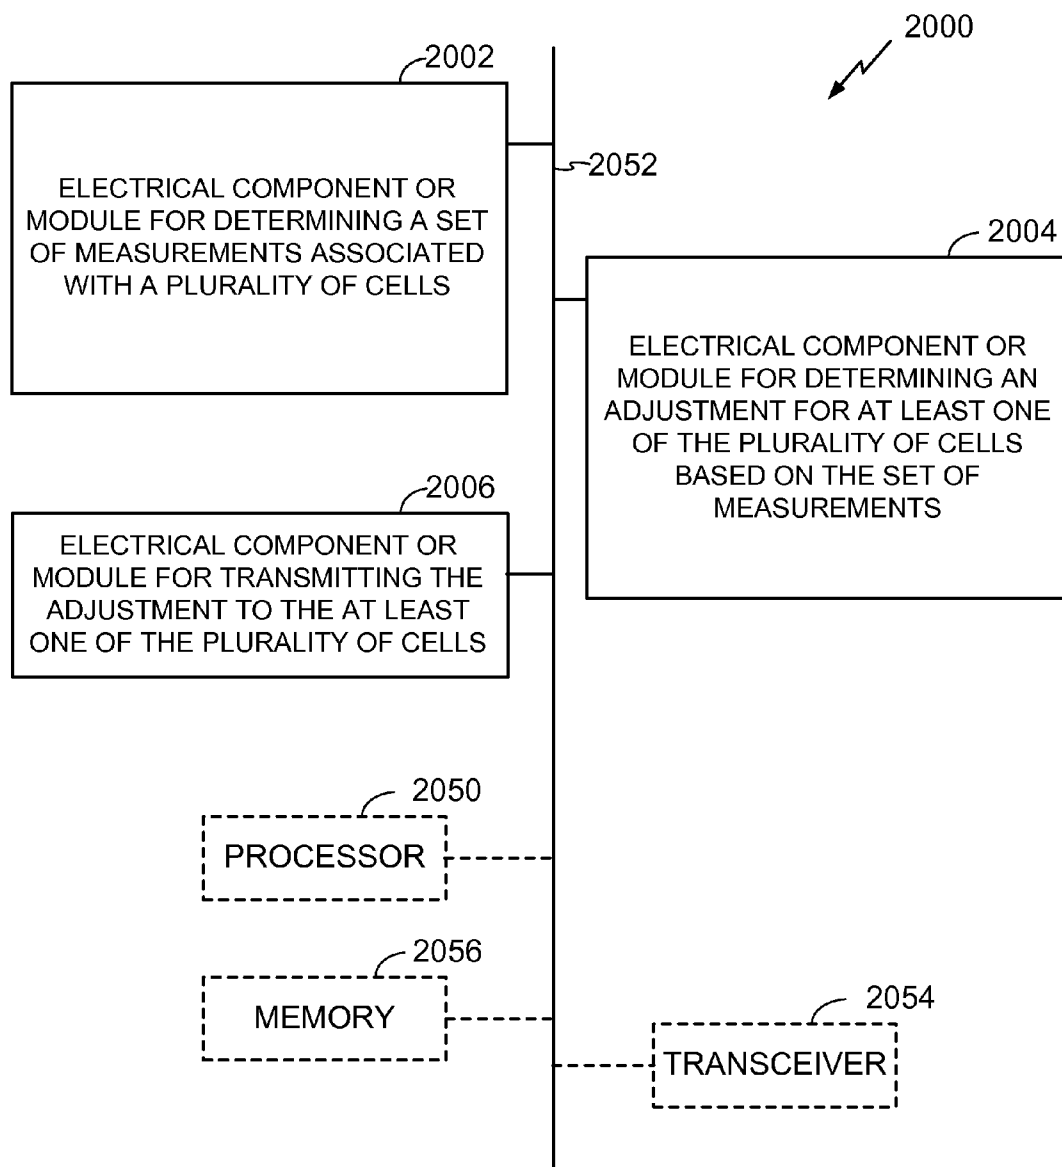 2000
2002
ELECTRICAL COMPONENT OR
MODULE FOR DETERMINING A SET
OF MEASUREMENTS ASSOCIATED
WITH A PLURALITY OF CELLS
2052
2004
ELECTRICAL COMPONENT OR
MODULE FOR DETERMINING AN
ADJUSTMENT FOR AT LEAST ONE
OF THE PLURALITY OF CELLS
BASED ON THE SET OF
MEASUREMENTS
2006
ELECTRICAL COMPONENT OR
MODULE FOR TRANSMITTING THE
ADJUSTMENT TO THE AT LEAST
ONE OF THE PLURALITY OF CELLS
2050
PROCESSOR
2056
MEMORY
2054
TRANSCEIVER